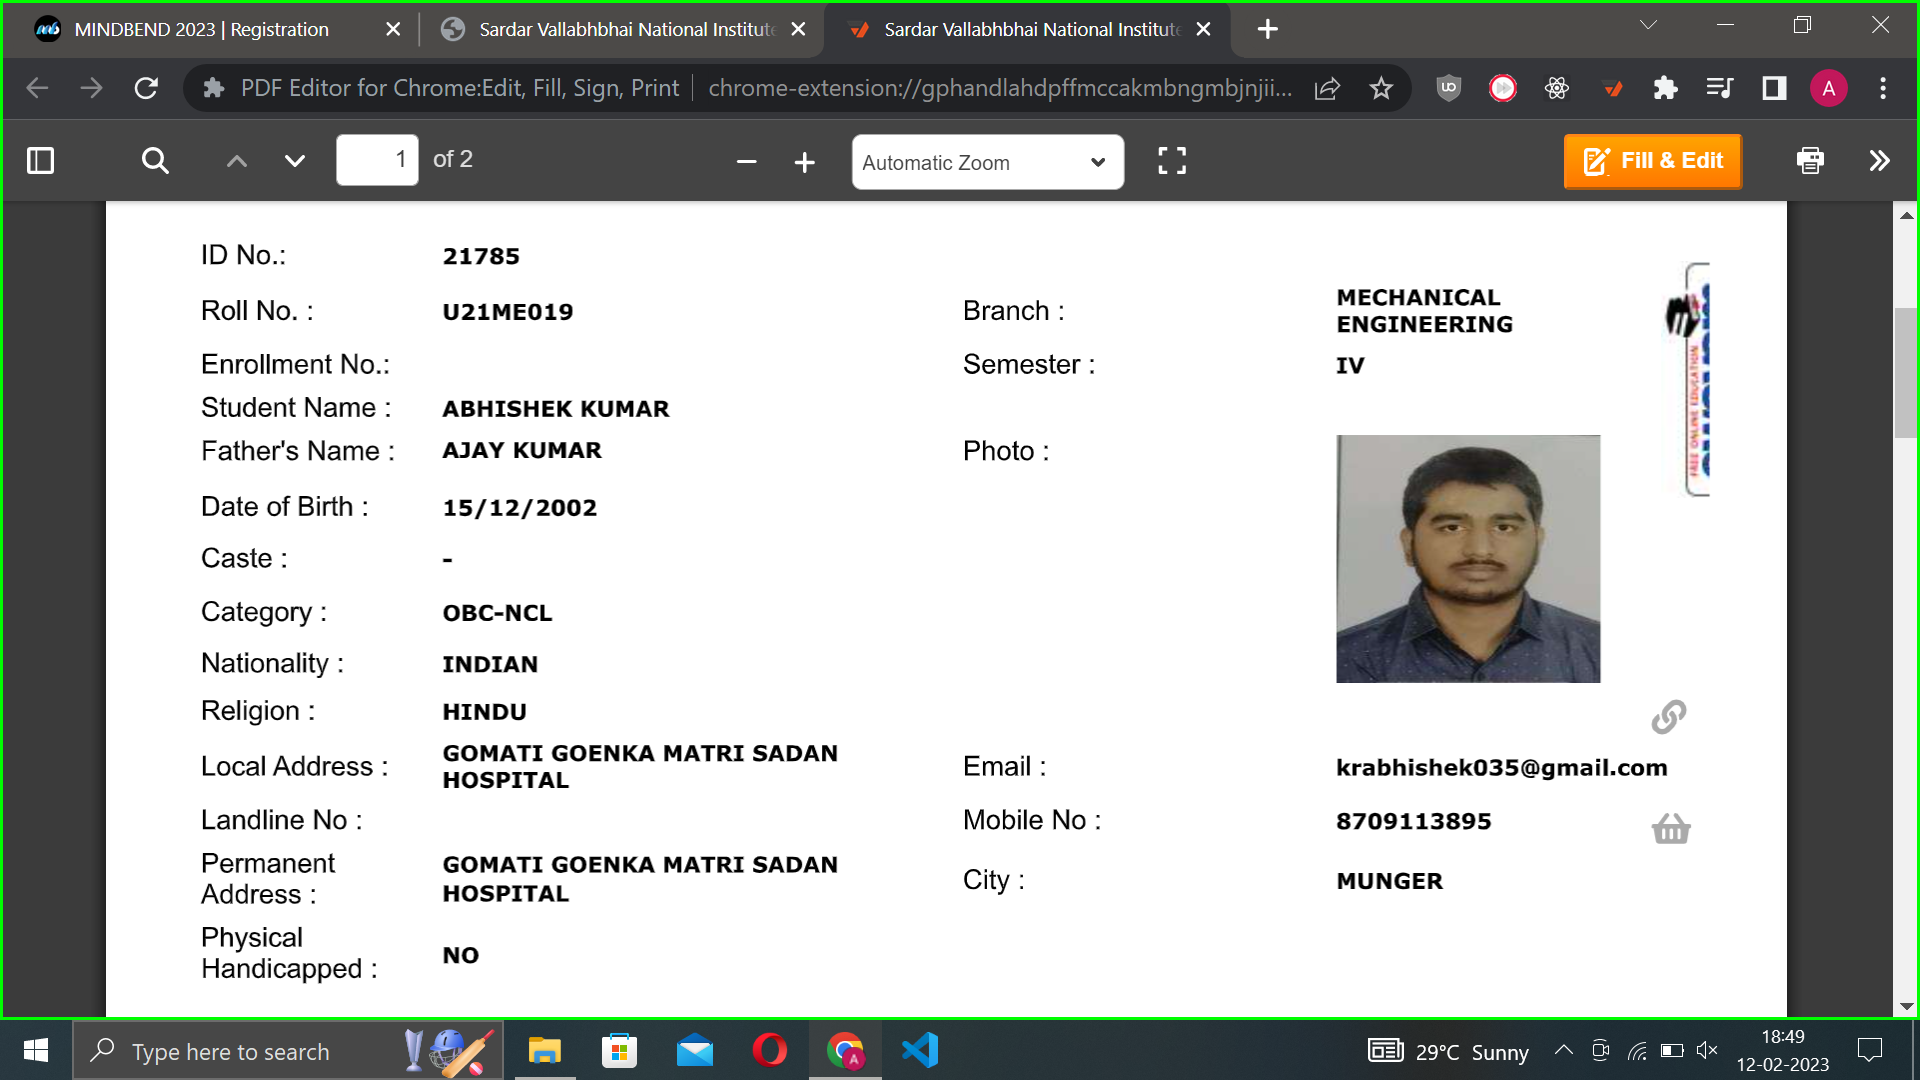 MINDBEND 2023 | Registration
Sardar Vallabhbhai National Institute
Sardar Vallabhbhai National Institute
PDF Editor for Chrome:Edit, Fill, Sign, Print
chrome-extension://gphandlahdpffmccakmbngmbjnjii...
A
1 of 2
Automatic Zoom
Fill & Edit
ID No.: 21785
Roll No. : U21ME019
Branch : MECHANICAL
ENGINEERING
Enrollment No.:
Semester : IV
Student Name : ABHISHEK KUMAR
Father's Name : AJAY KUMAR
Photo :
FREE ONLINE EDUCATION
Date of Birth : 15/12/2002
Caste : -
Category : OBC-NCL
Nationality : INDIAN
Religion : HINDU
Local Address : GOMATI GOENKA MATRI SADAN
HOSPITAL
Email : krabhishek035@gmail.com
Landline No :
Mobile No : 8709113895
Permanent
Address : GOMATI GOENKA MATRI SADAN
HOSPITAL
City : MUNGER
Physical
Handicapped : NO
Type here to search
29°C Sunny
18:49
12-02-2023